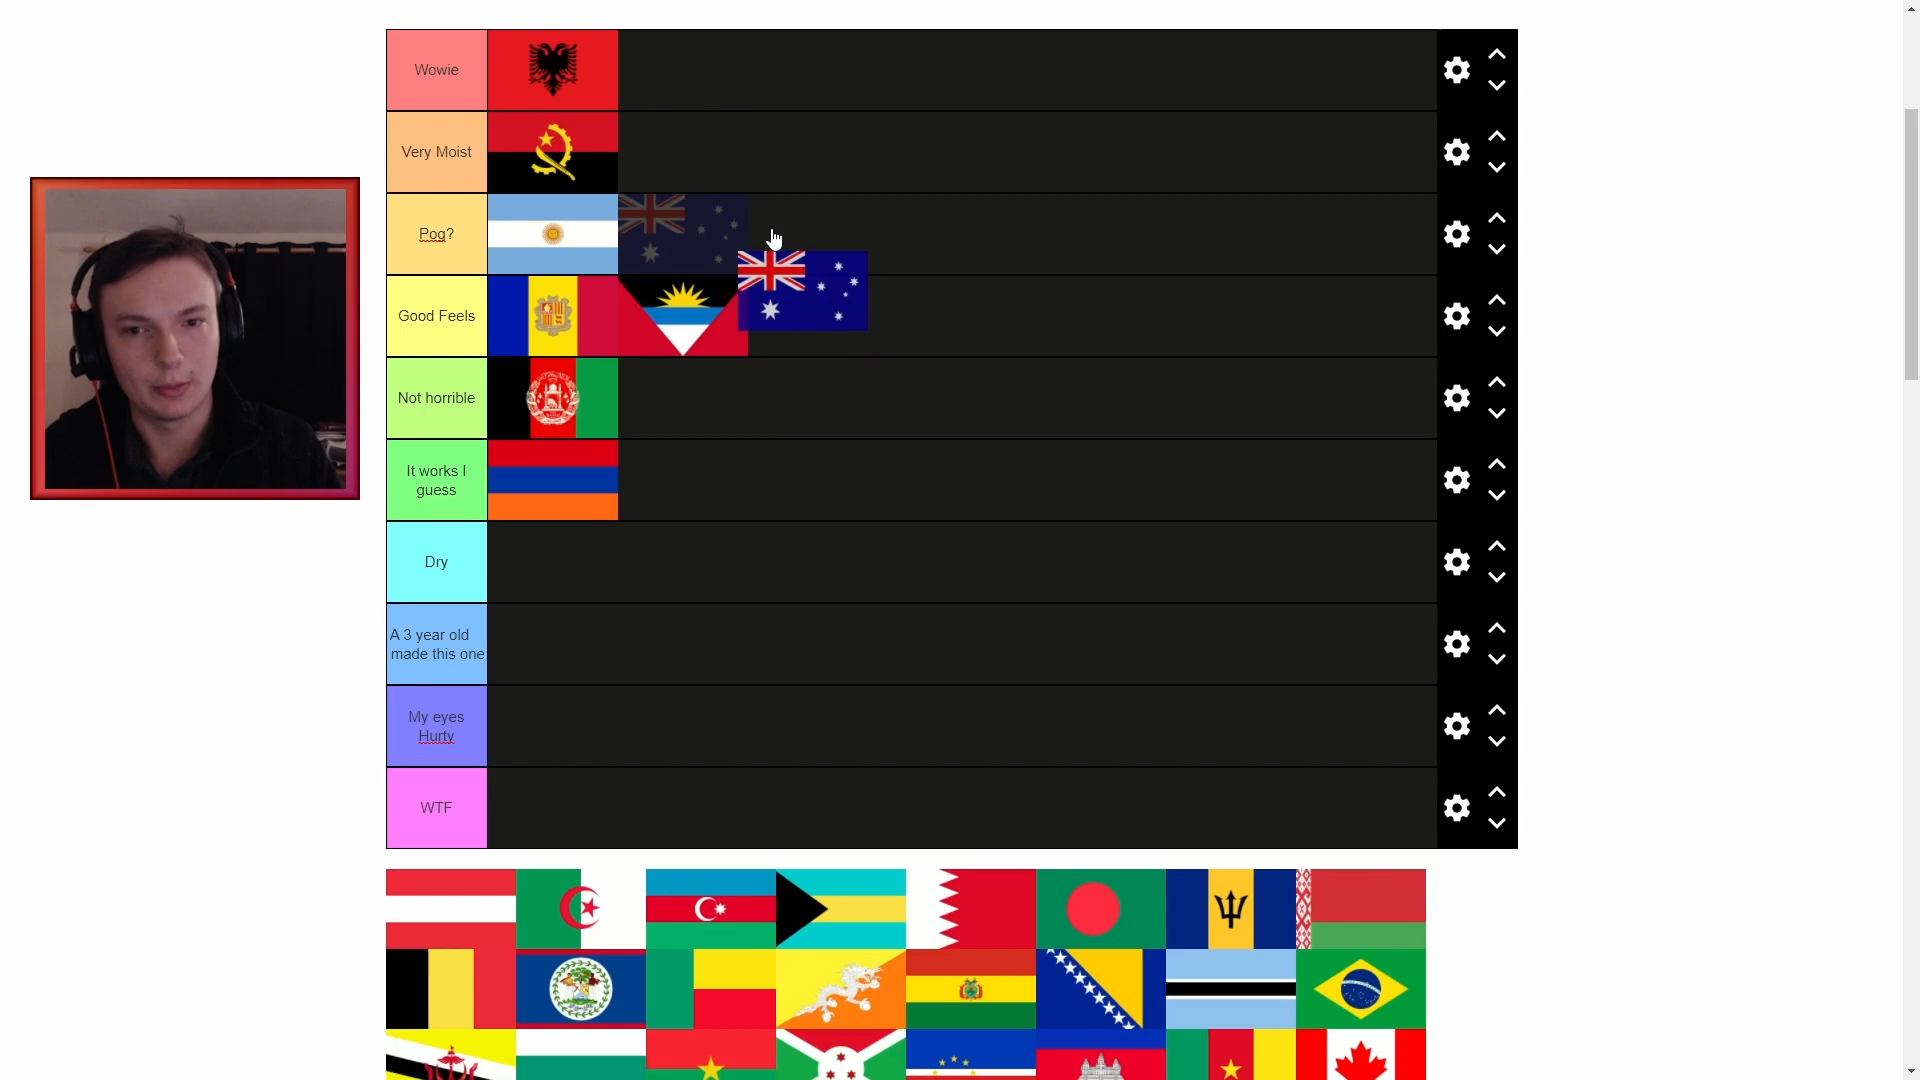 Wowie
Very Moist
Pog?
Good Feels
Not horrible
It works I
guess
Dry
A 3 year old
made this one
My eyes
Hurty
WTF